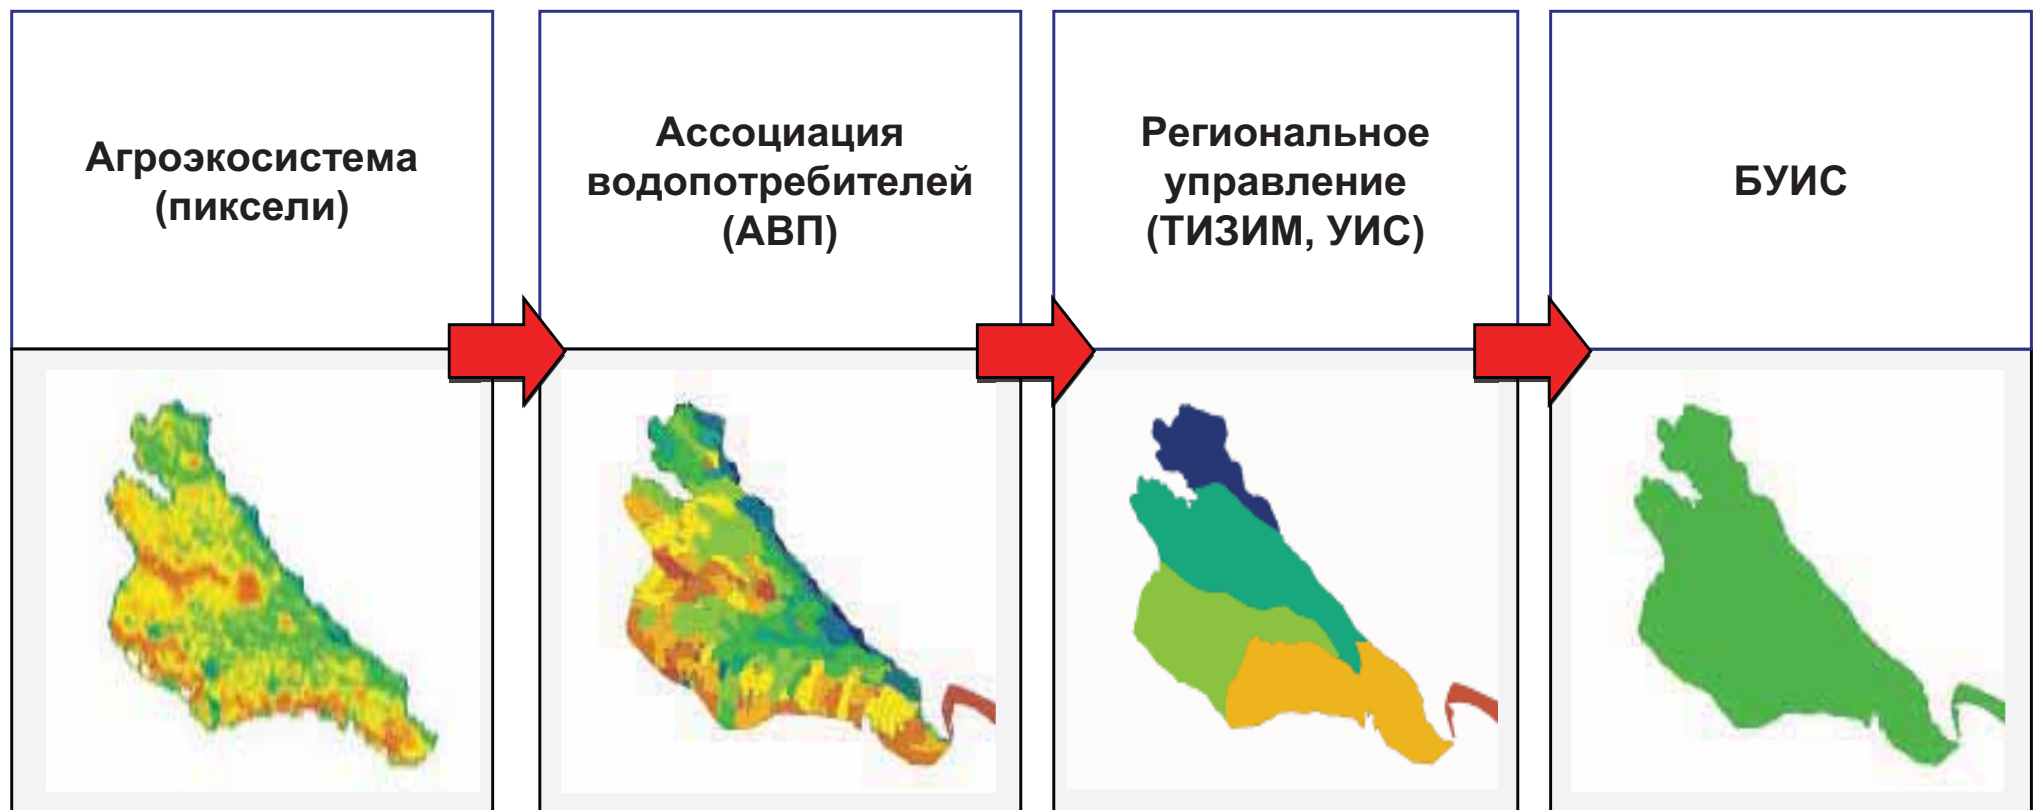 Агроэкосистема
(пиксели)
Ассоциация
водопотребителей
(АВП)
Региональное
управление
(ТИЗИМ, УИС)
БУИС